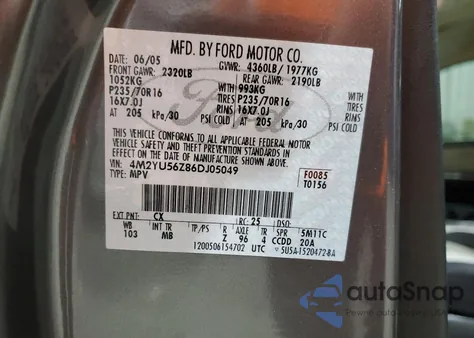 MFD. BY FORD MOTOR CO.
06/05
GVWR: 4360LB/ 1977KG
FRONT GAWR: 2320LB
REAR GAWR: 2190LB
1052KG
WITH
993KG
WITH
P235/70R16
TIRES
P235/70R16
TIRES
16X7.0J
RIMS
16X7.0J
RIMS
AT 205 kPa/30 PSI COLD
AT 205 kPa/30 PSI COLD
Ford
THIS VEHICLE CONFORMS TO ALL APPLICABLE FEDERAL MOTOR
VEHICLE SAFETY AND THEFT PREVENTION STANDARDS IN EFFECT ON
THE DATE OF MANUFACTURE SHOWN ABOVE.
VIN: 4M2YU56Z86DJ05049
TYPE: MPV
F0085
T0156
EXT PNT: CX
RC: 25
DSO:
WB INT TR TP/PS R AXLE TR SPR 5M11C
103 MB Z 96 4 CCDD 20A
1200506154702 UTC
5U5A-1520472-BA
autoSnap